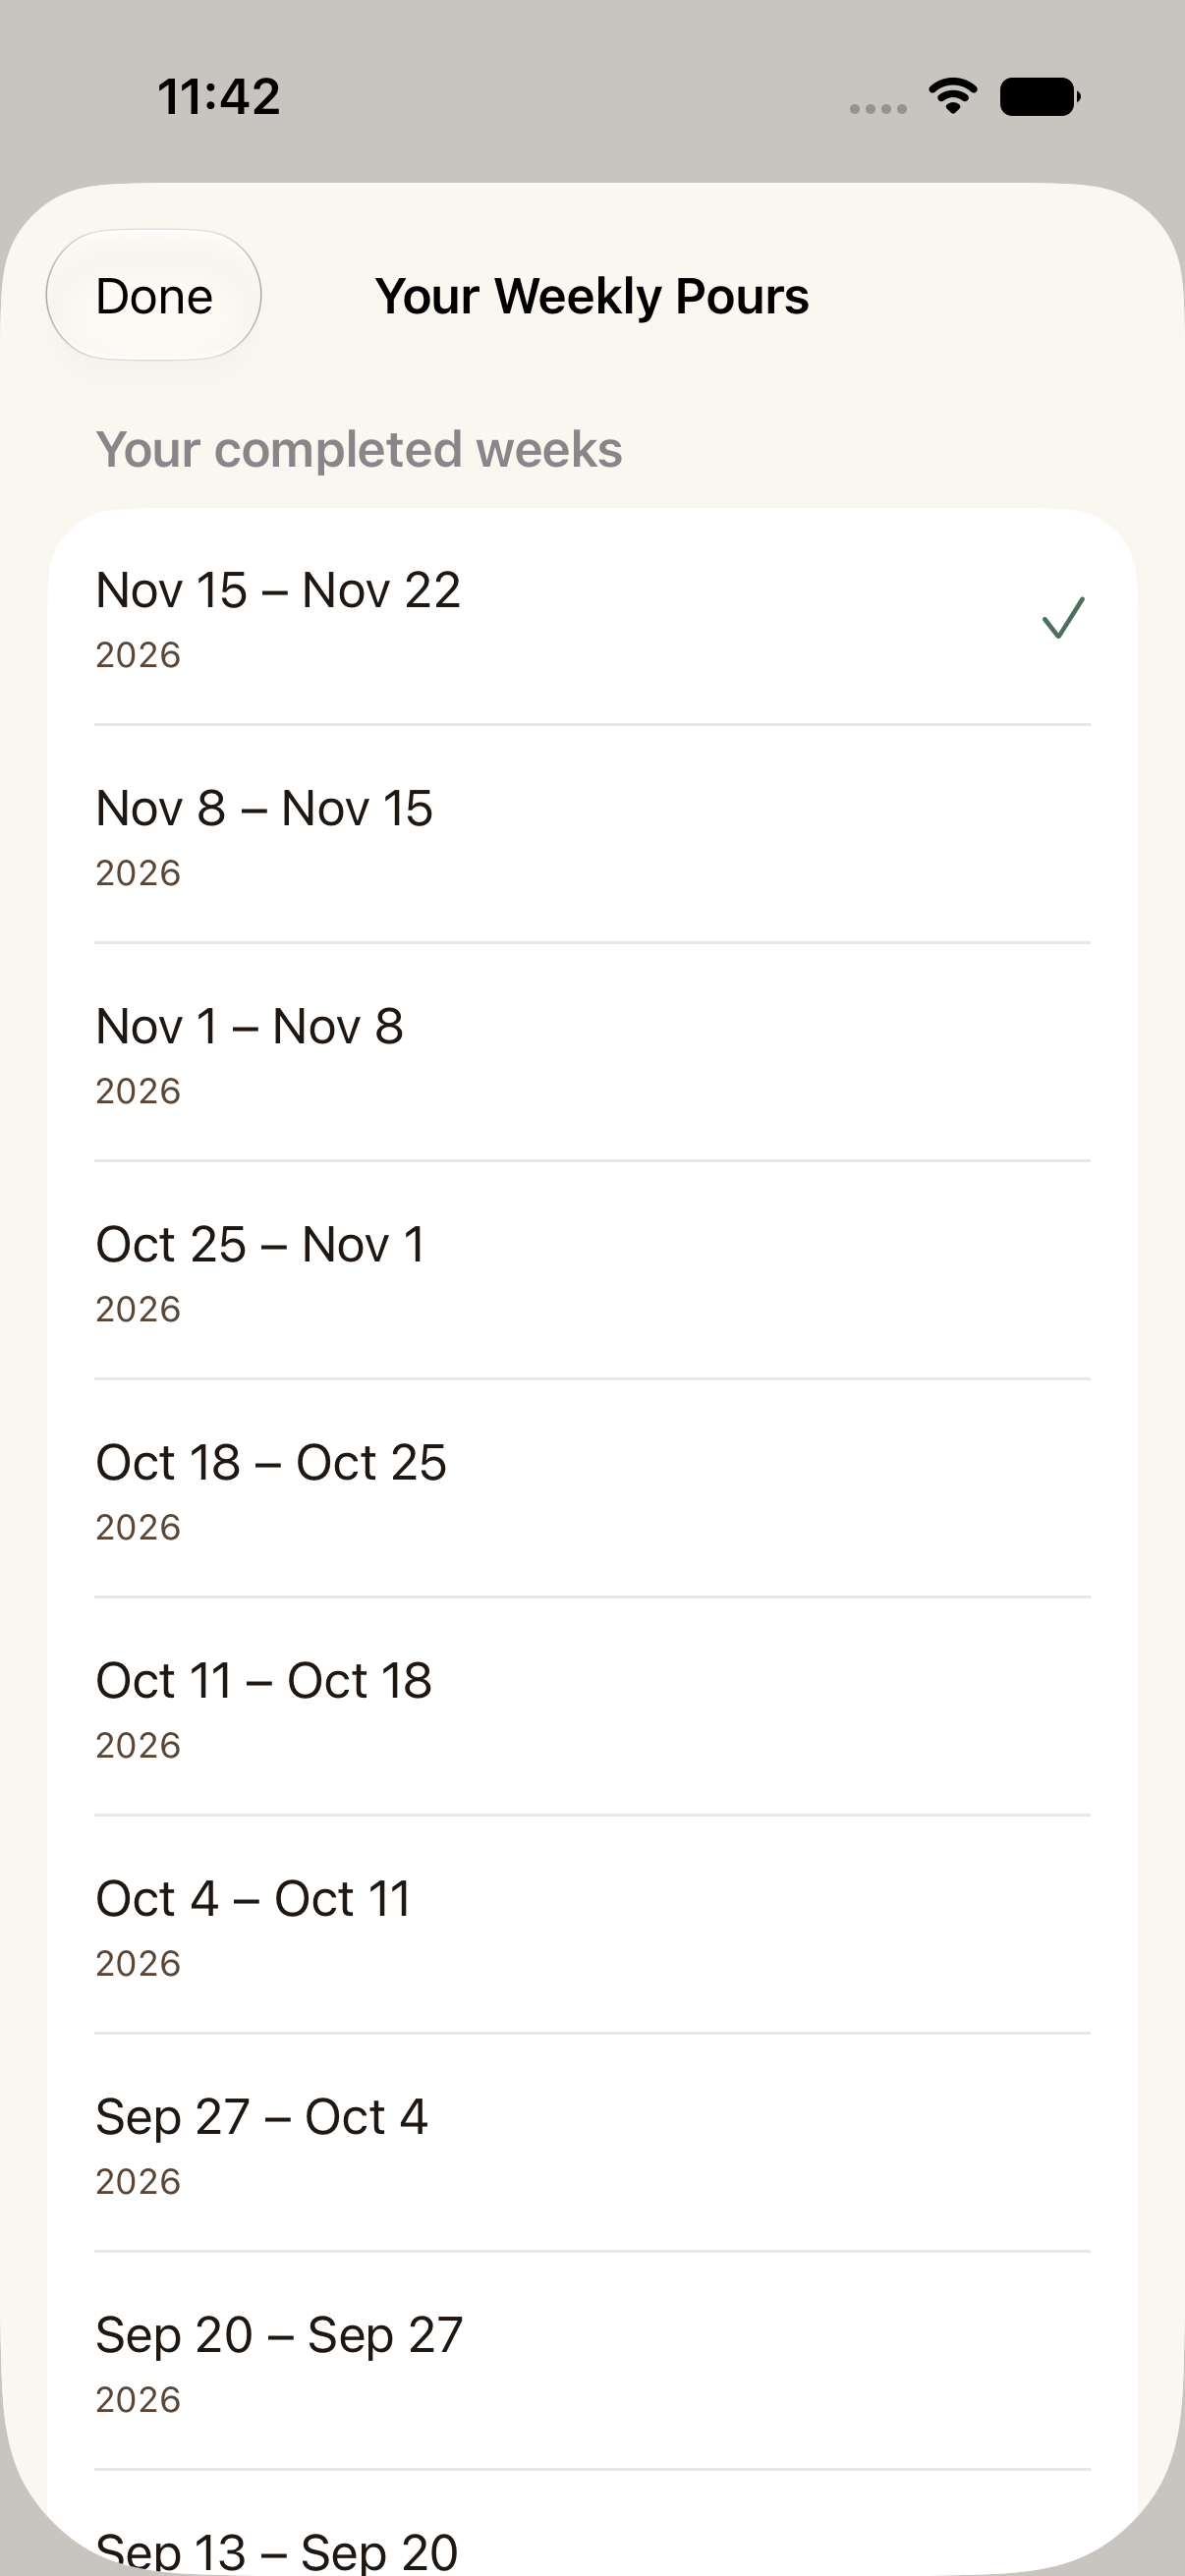 11:42
Done
Your Weekly Pours
Your completed weeks
Nov 15 – Nov 22
2026
Nov 8 – Nov 15
2026
Nov 1 – Nov 8
2026
Oct 25 – Nov 1
2026
Oct 18 – Oct 25
2026
Oct 11 – Oct 18
2026
Oct 4 – Oct 11
2026
Sep 27 – Oct 4
2026
Sep 20 – Sep 27
2026
Sep 13 – Sep 20